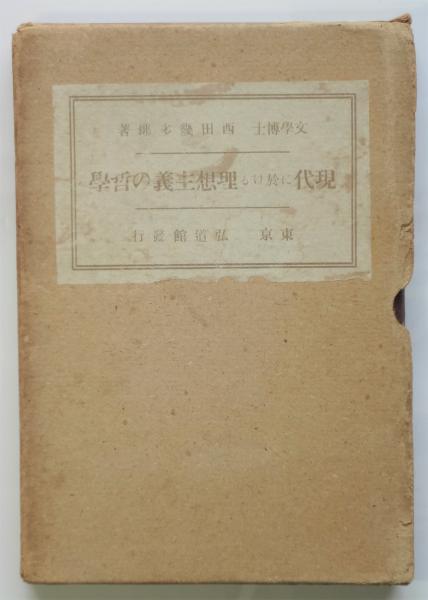 文學博士 西田幾多郎著
現代に於ける理想主義の哲學
東京 弘道館發行